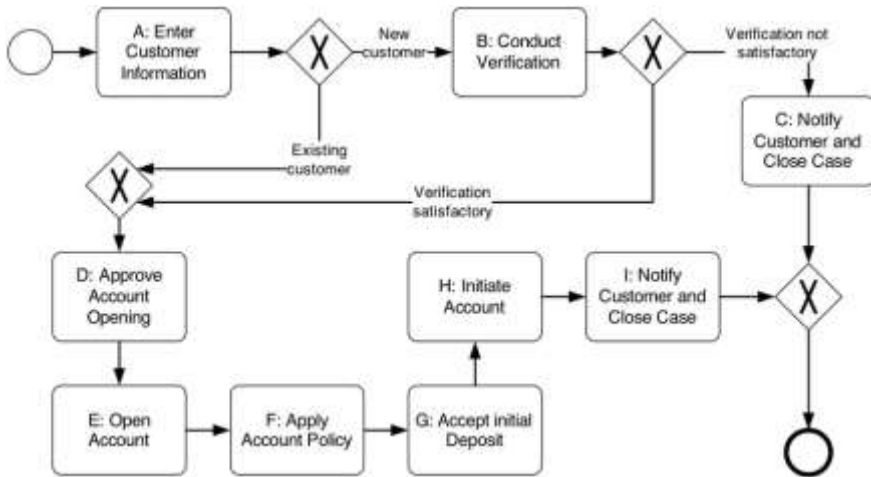 A: Enter
Customer
Information
X
New
customer
B: Conduct
Verification
X
Verification not
satisfactory
C: Notify
Customer and
Close Case
Existing
customer
X
Verification
satisfactory
D: Approve
Account
Opening
H: Initiate
Account
I: Notify
Customer and
Close Case
X
E: Open
Account
F: Apply
Account Policy
G: Accept initial
Deposit